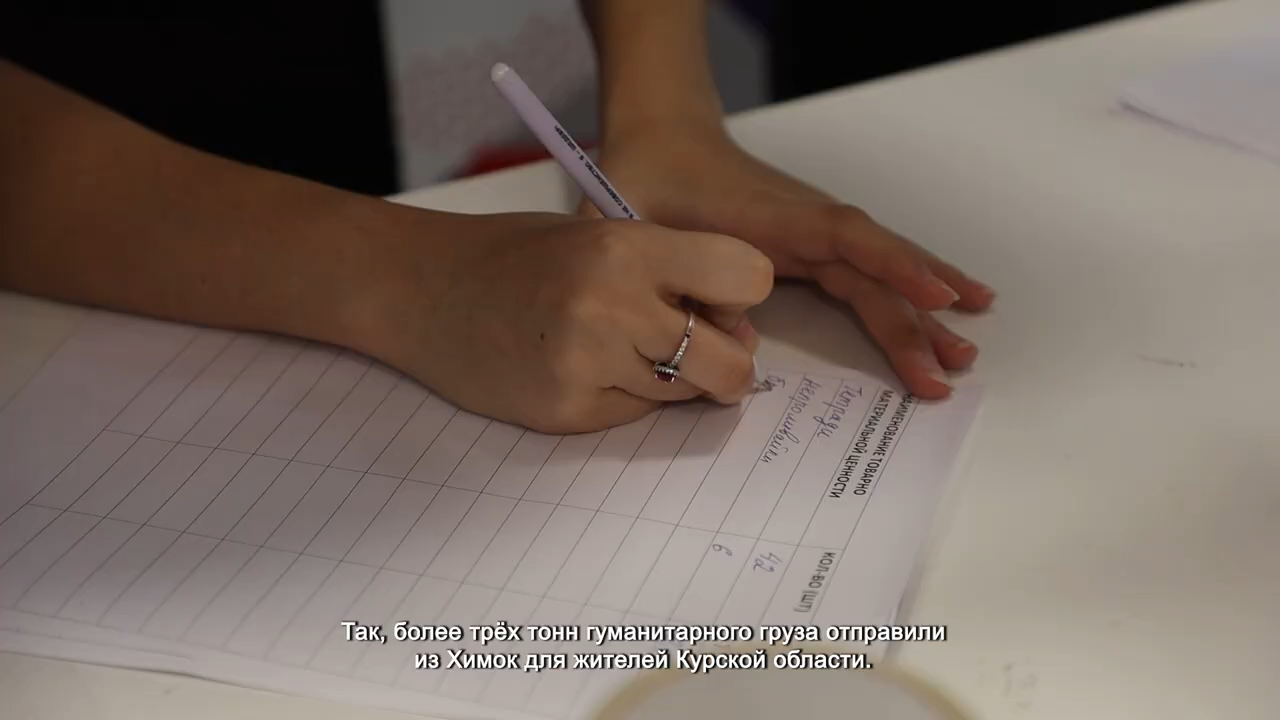 НАИМЕНОВАНИЕ ТОВАРНО
МАТЕРИАЛЬНОЙ ЦЕННОСТИ
КОЛ-ВО (ШТ)
Тетради
42
Непроливайки
6
Так, более трёх тонн гуманитарного груза отправили
из Химок для жителей Курской области.